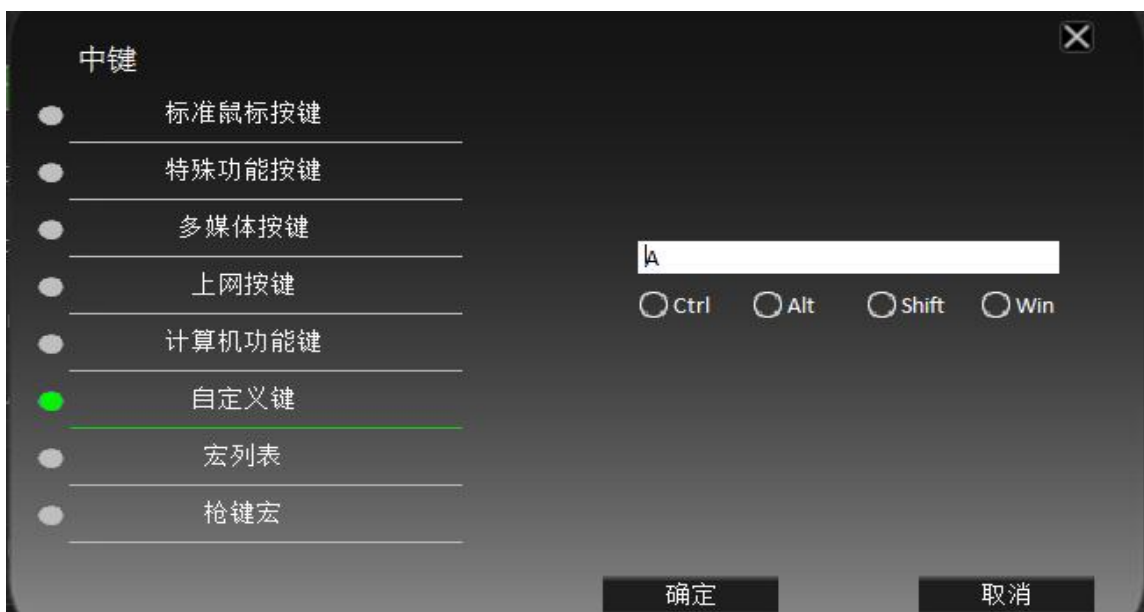 中键
标准鼠标按键
特殊功能按键
多媒体按键
上网按键
计算机功能键
自定义键
宏列表
枪键宏
A
Ctrl Alt Shift Win
确定 取消